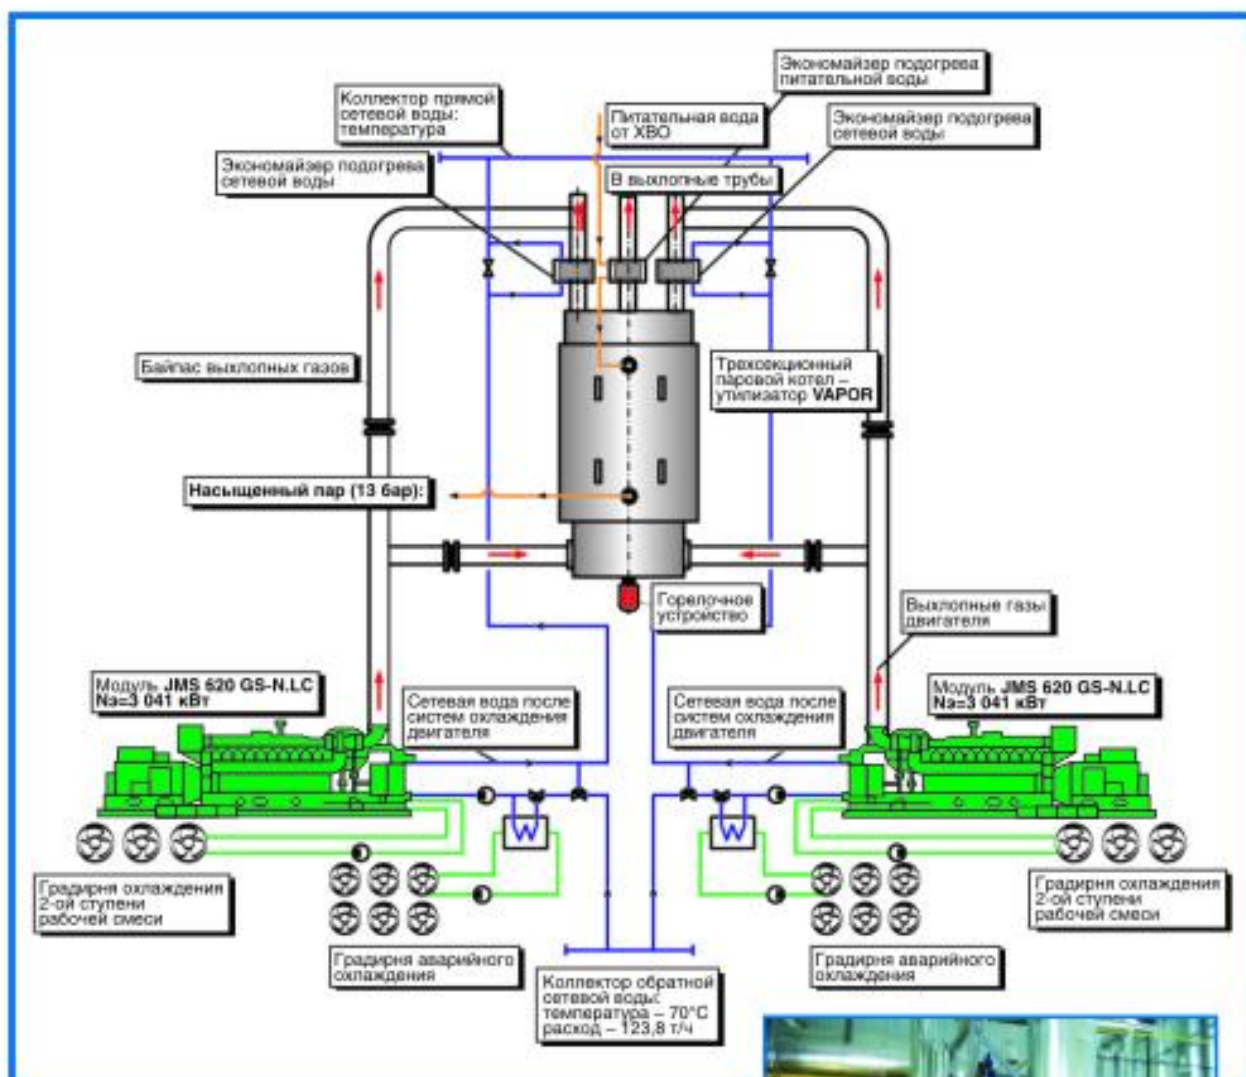 Экономайзер подогрева
питательной воды
Коллектор прямой
сетевой воды:
температура
Питательная вода
от ХВО
Экономайзер подогрева
сетевой воды
Экономайзер подогрева
сетевой воды
В выхлопные трубы
Байпас выхлопных газов
Трехсекционный
паровой котел –
утилизатор VAPOR
Насыщенный пар (13 бар):
Горелочное
устройство
Выхлопные газы
двигателя
Модуль JMS 620 GS-N.LC
Nэ=3 041 кВт
Сетевая вода после
систем охлаждения
двигателя
Сетевая вода после
систем охлаждения
двигателя
Модуль JMS 620 GS-N.LC
Nэ=3 041 кВт
Градирня охлаждения
2-ой ступени
рабочей смеси
Градирня аварийного
охлаждения
Коллектор обратной
сетевой воды:
температура – 70°С
расход – 123,8 т/ч
Градирня аварийного
охлаждения
Градирня охлаждения
2-ой ступени
рабочей смеси